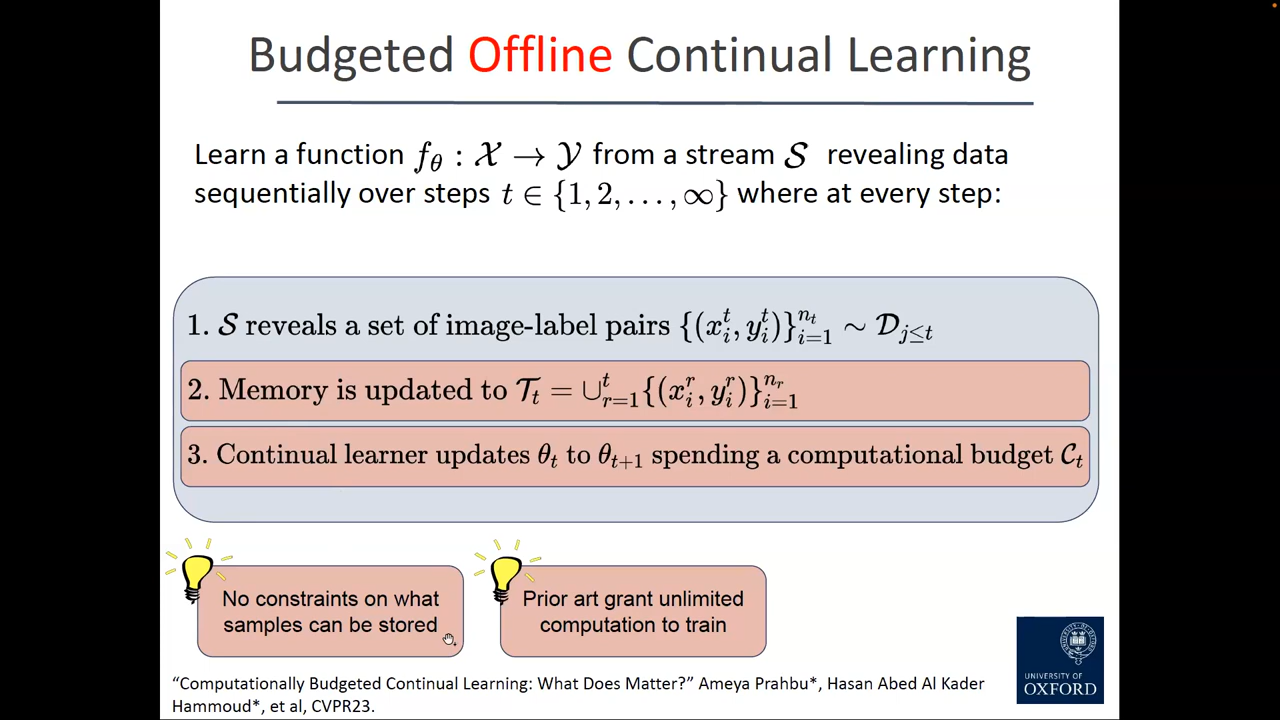 Budgeted Offline Continual Learning
Learn a function f_θ : 𝒳 → 𝒴 from a stream 𝒮 revealing data
sequentially over steps t ∈ {1, 2, . . . , ∞} where at every step:
1. 𝒮 reveals a set of image-label pairs {(x_i^t, y_i^t)}_{i=1}^{n_t} ∼ 𝒟_{j≤t}
2. Memory is updated to 𝒯_t = ∪_{r=1}^t {(x_i^r, y_i^r)}_{i=1}^{n_r}
3. Continual learner updates θ_t to θ_{t+1} spending a computational budget 𝒞_t
No constraints on what
samples can be stored
Prior art grant unlimited
computation to train
"Computationally Budgeted Continual Learning: What Does Matter?" Ameya Prahbu*, Hasan Abed Al Kader
Hammoud*, et al, CVPR23.
UNIVERSITY OF
OXFORD